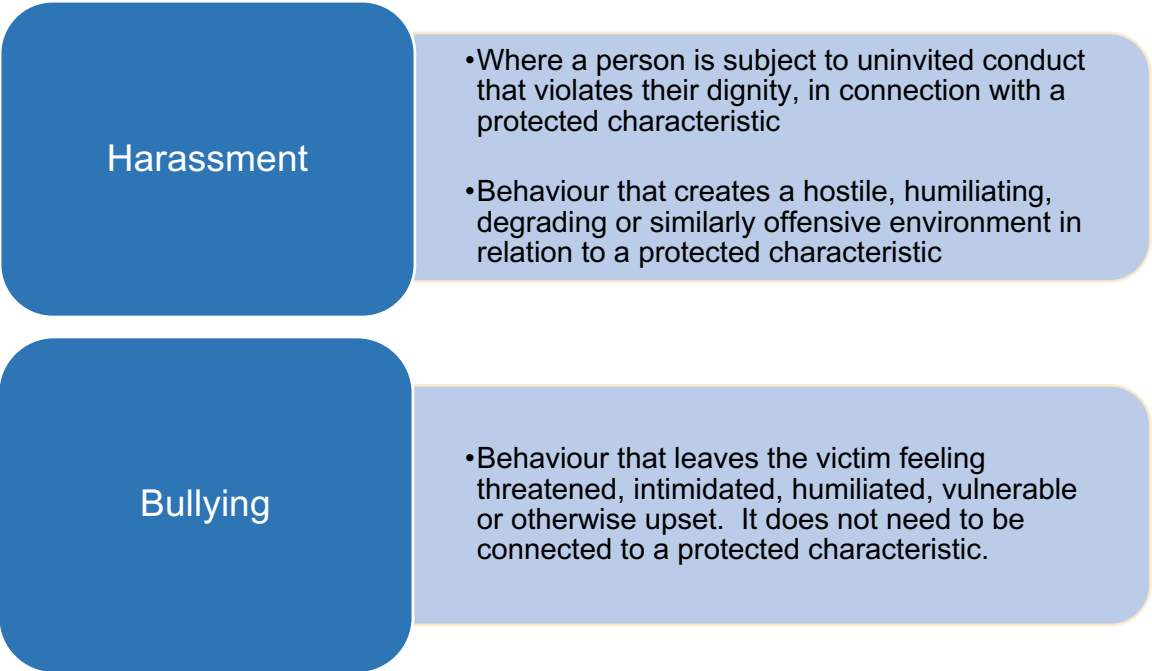 Harassment
•Where a person is subject to uninvited conduct
that violates their dignity, in connection with a
protected characteristic
•Behaviour that creates a hostile, humiliating,
degrading or similarly offensive environment in
relation to a protected characteristic
Bullying
•Behaviour that leaves the victim feeling
threatened, intimidated, humiliated, vulnerable
or otherwise upset.  It does not need to be
connected to a protected characteristic.